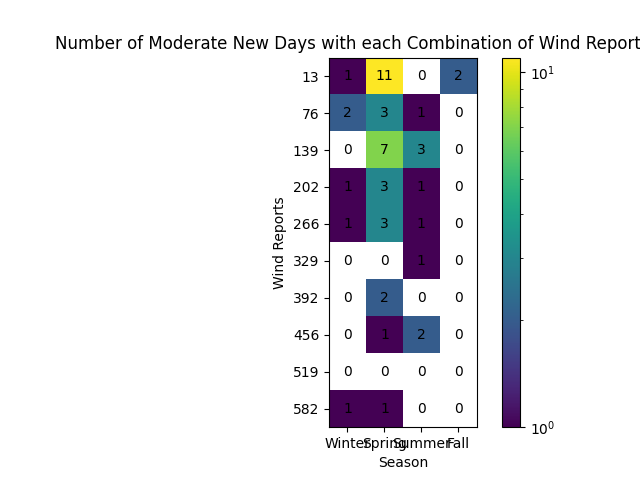 Number of Moderate New Days with each Combination of Wind Report
13 1 11 0 2
76 2 3 1 0
139 0 7 3 0
202 1 3 1 0
266 1 3 1 0
329 0 0 1 0
392 0 2 0 0
456 0 1 2 0
519 0 0 0 0
582 1 1 0 0
Wind Reports
Winter Spring Summer Fall
Season
10¹
10⁰